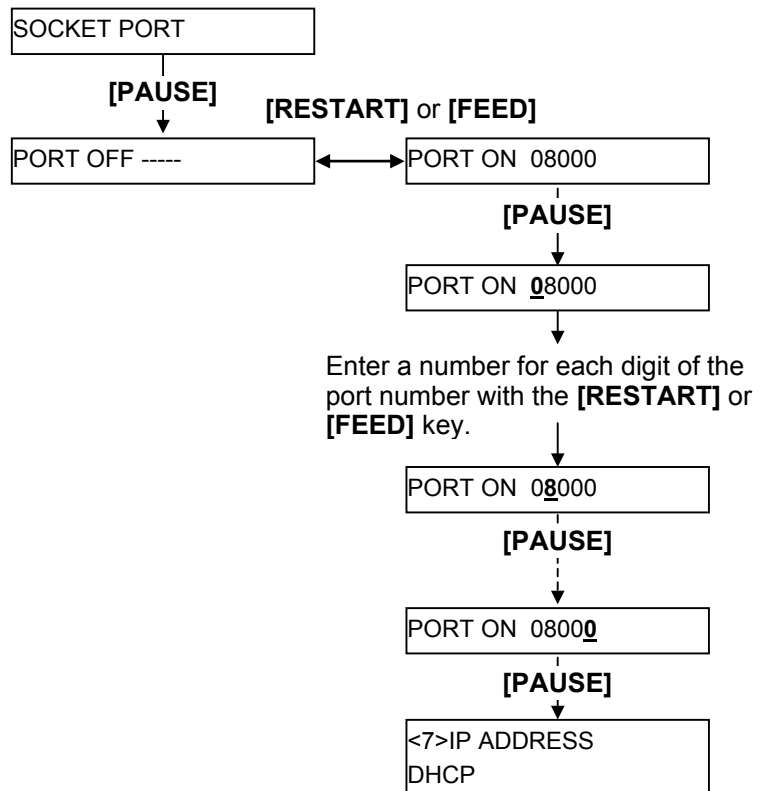 SOCKET PORT
[PAUSE]
[RESTART] or [FEED]
PORT OFF -----
PORT ON 08000
[PAUSE]
PORT ON 08000
Enter a number for each digit of the
port number with the [RESTART] or
[FEED] key.
PORT ON 08000
[PAUSE]
PORT ON 08000
[PAUSE]
<7>IP ADDRESS
DHCP